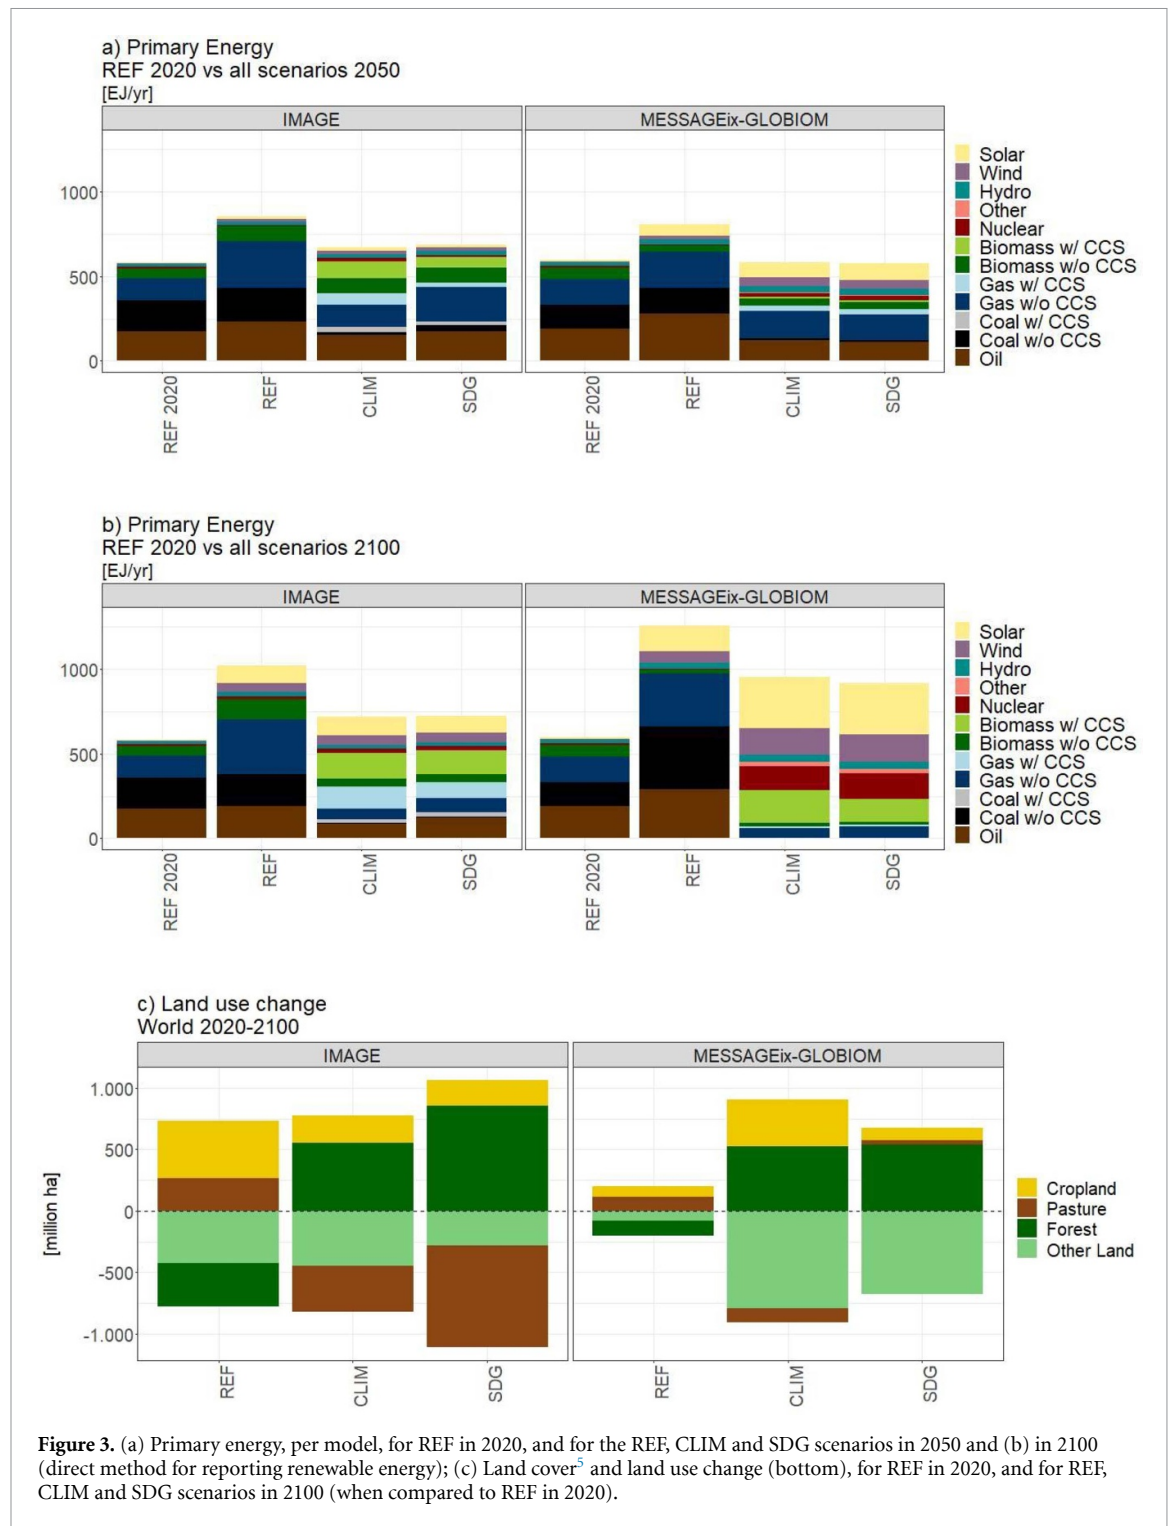 a) Primary Energy
REF 2020 vs all scenarios 2050
[EJ/yr]
IMAGE
MESSAGEix-GLOBIOM
1000
500
0
REF 2020
REF
CLIM
SDG
REF 2020
REF
CLIM
SDG
Solar
Wind
Hydro
Other
Nuclear
Biomass w/ CCS
Biomass w/o CCS
Gas w/ CCS
Gas w/o CCS
Coal w/ CCS
Coal w/o CCS
Oil
b) Primary Energy
REF 2020 vs all scenarios 2100
[EJ/yr]
IMAGE
MESSAGEix-GLOBIOM
1000
500
0
REF 2020
REF
CLIM
SDG
REF 2020
REF
CLIM
SDG
Solar
Wind
Hydro
Other
Nuclear
Biomass w/ CCS
Biomass w/o CCS
Gas w/ CCS
Gas w/o CCS
Coal w/ CCS
Coal w/o CCS
Oil
c) Land use change
World 2020-2100
IMAGE
MESSAGEix-GLOBIOM
[million ha]
1.000
500
0
-500
-1.000
REF
CLIM
SDG
REF
CLIM
SDG
Cropland
Pasture
Forest
Other Land
Figure 3. (a) Primary energy, per model, for REF in 2020, and for the REF, CLIM and SDG scenarios in 2050 and (b) in 2100
(direct method for reporting renewable energy); (c) Land cover5 and land use change (bottom), for REF in 2020, and for REF,
CLIM and SDG scenarios in 2100 (when compared to REF in 2020).